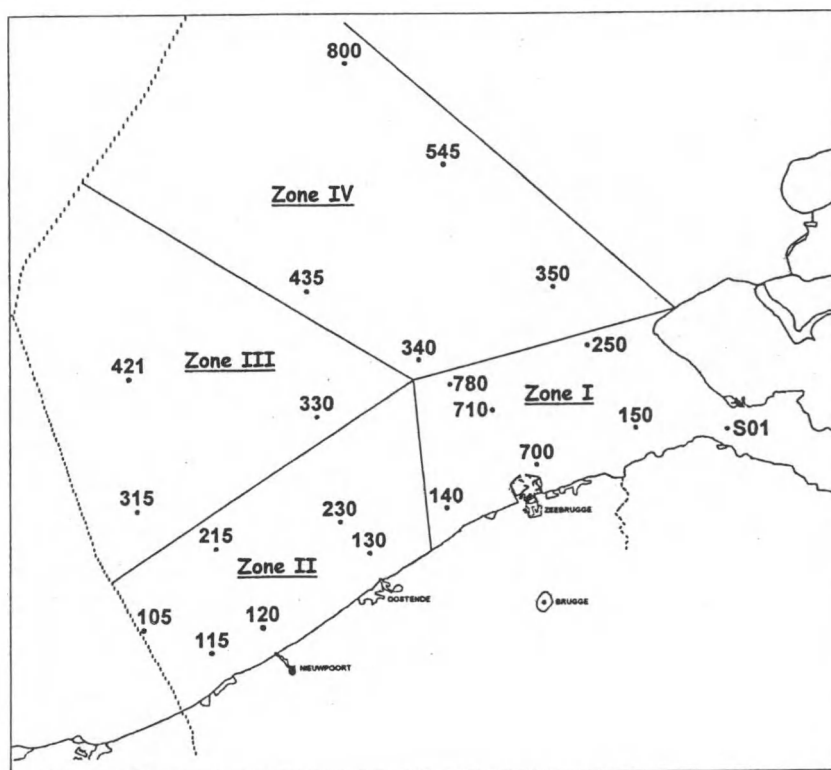 800
545
Zone IV
435
350
340
250
421
Zone III
780
Zone I
330
710
150
S01
700
315
140
230
ZEEBRUGGE
215
130
Zone II
OOSTENDE
BRUGGE
105
120
115
NIEUWPOORT